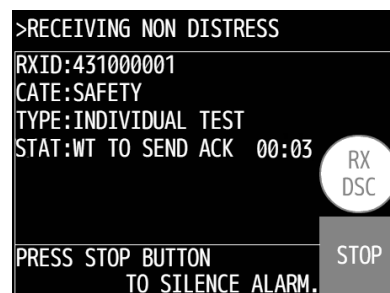 >RECEIVING NON DISTRESS
RXID:431000001
CATE:SAFETY
TYPE:INDIVIDUAL TEST
STAT:WT TO SEND ACK  00:03
RX
DSC
PRESS STOP BUTTON
TO SILENCE ALARM.
STOP